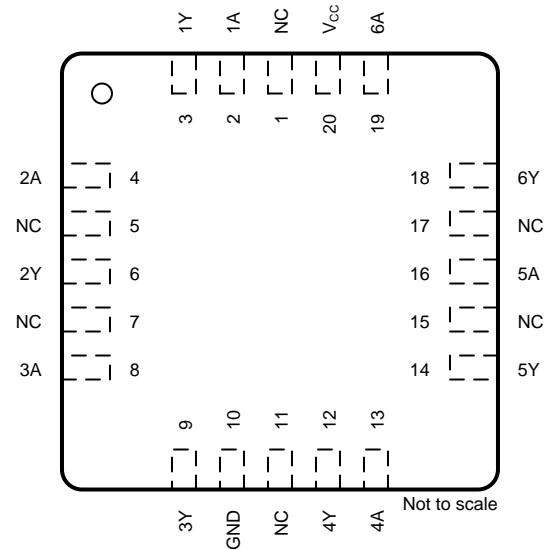 1Y 1A NC VCC 6A
3 2 1 20 19
2A 4 18 6Y
NC 5 17 NC
2Y 6 16 5A
NC 7 15 NC
3A 8 14 5Y
9 10 11 12 13
3Y GND NC 4Y 4A
Not to scale